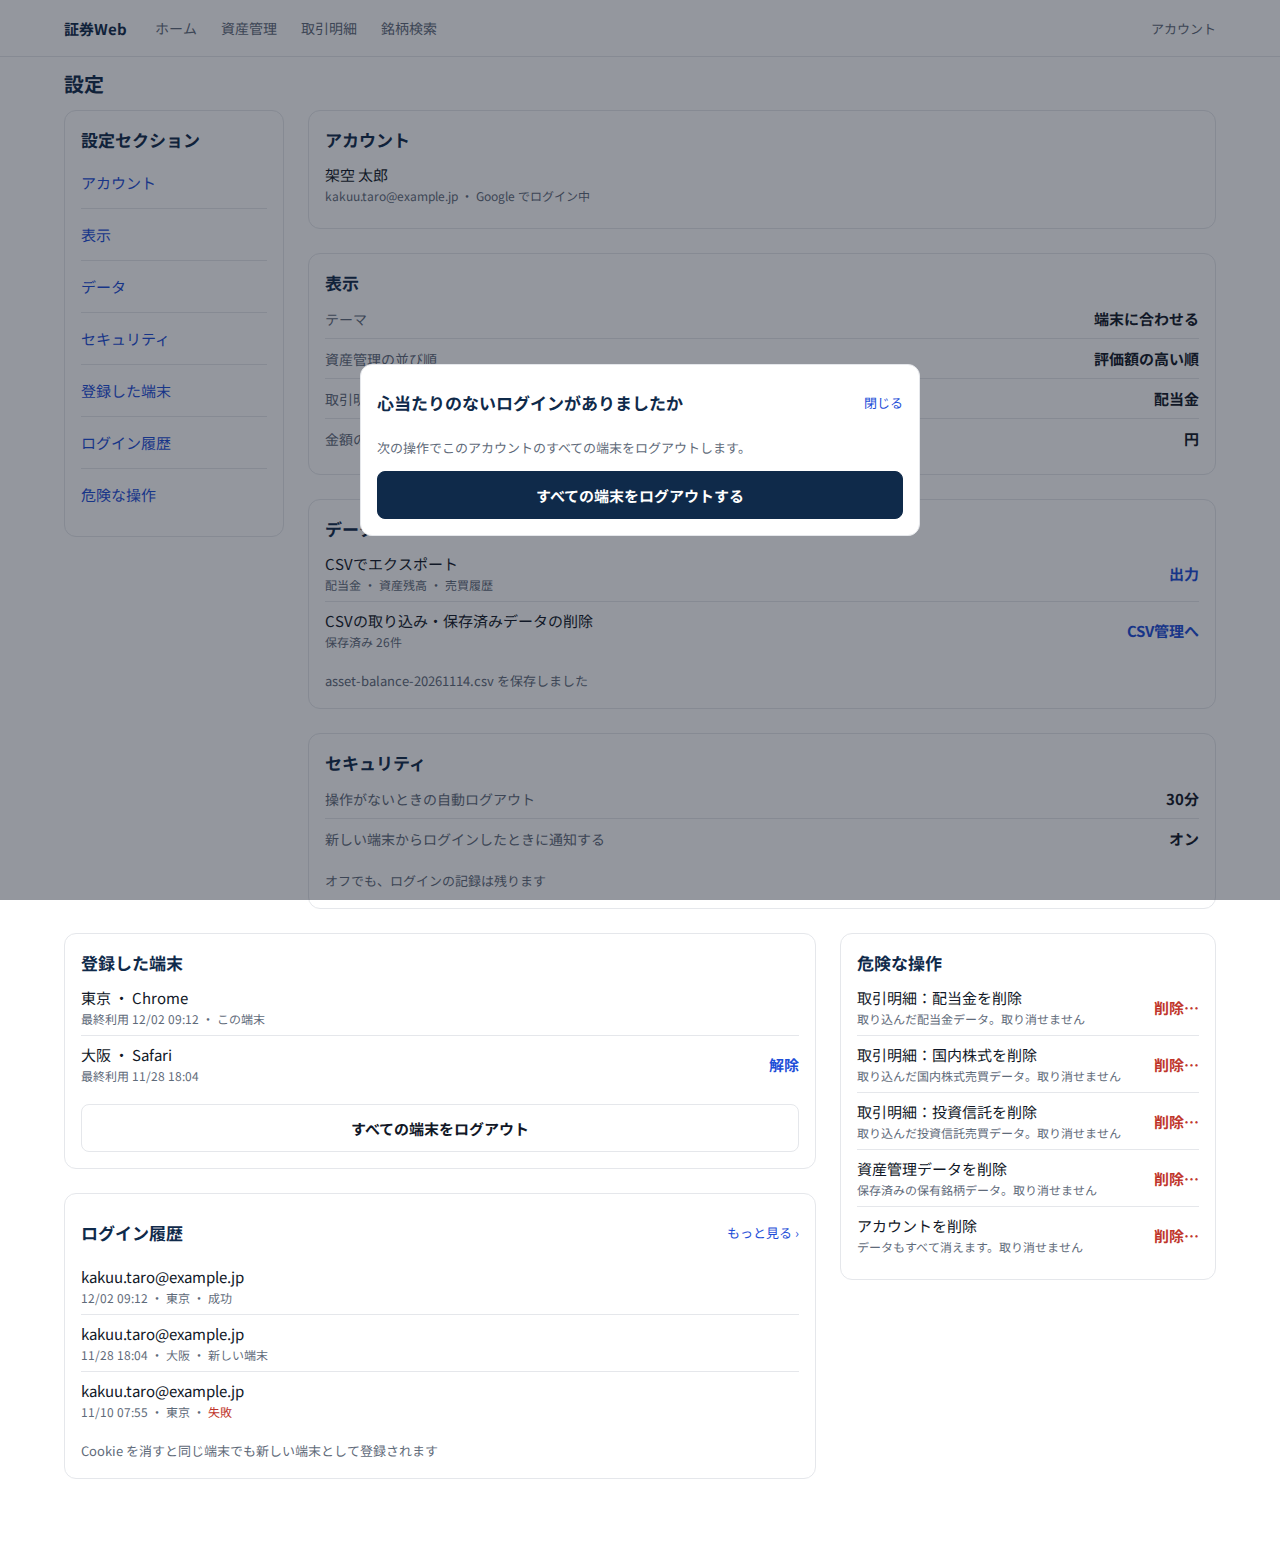 証券Web ホーム 資産管理 取引明細 銘柄検索 アカウント
設定
設定セクション
アカウント
表示
データ
セキュリティ
登録した端末
ログイン履歴
危険な操作
アカウント
架空 太郎
kakuu.taro@example.jp ・ Google でログイン中
表示
テーマ 端末に合わせる
資産管理の並び順 評価額の高い順
取引明 配当金
金額の 円
心当たりのないログインがありましたか 閉じる
次の操作でこのアカウントのすべての端末をログアウトします。
すべての端末をログアウトする
データ
CSVでエクスポート
配当金 ・ 資産残高 ・ 売買履歴
出力
CSVの取り込み・保存済みデータの削除
保存済み 26件
CSV管理へ
asset-balance-20261114.csv を保存しました
セキュリティ
操作がないときの自動ログアウト 30分
新しい端末からログインしたときに通知する オン
オフでも、ログインの記録は残ります
登録した端末
東京 ・ Chrome
最終利用 12/02 09:12 ・ この端末
大阪 ・ Safari
最終利用 11/28 18:04
解除
すべての端末をログアウト
ログイン履歴 もっと見る ›
kakuu.taro@example.jp
12/02 09:12 ・ 東京 ・ 成功
kakuu.taro@example.jp
11/28 18:04 ・ 大阪 ・ 新しい端末
kakuu.taro@example.jp
11/10 07:55 ・ 東京 ・ 失敗
Cookie を消すと同じ端末でも新しい端末として登録されます
危険な操作
取引明細：配当金を削除
取り込んだ配当金データ。取り消せません
削除…
取引明細：国内株式を削除
取り込んだ国内株式売買データ。取り消せません
削除…
取引明細：投資信託を削除
取り込んだ投資信託売買データ。取り消せません
削除…
資産管理データを削除
保存済みの保有銘柄データ。取り消せません
削除…
アカウントを削除
データもすべて消えます。取り消せません
削除…